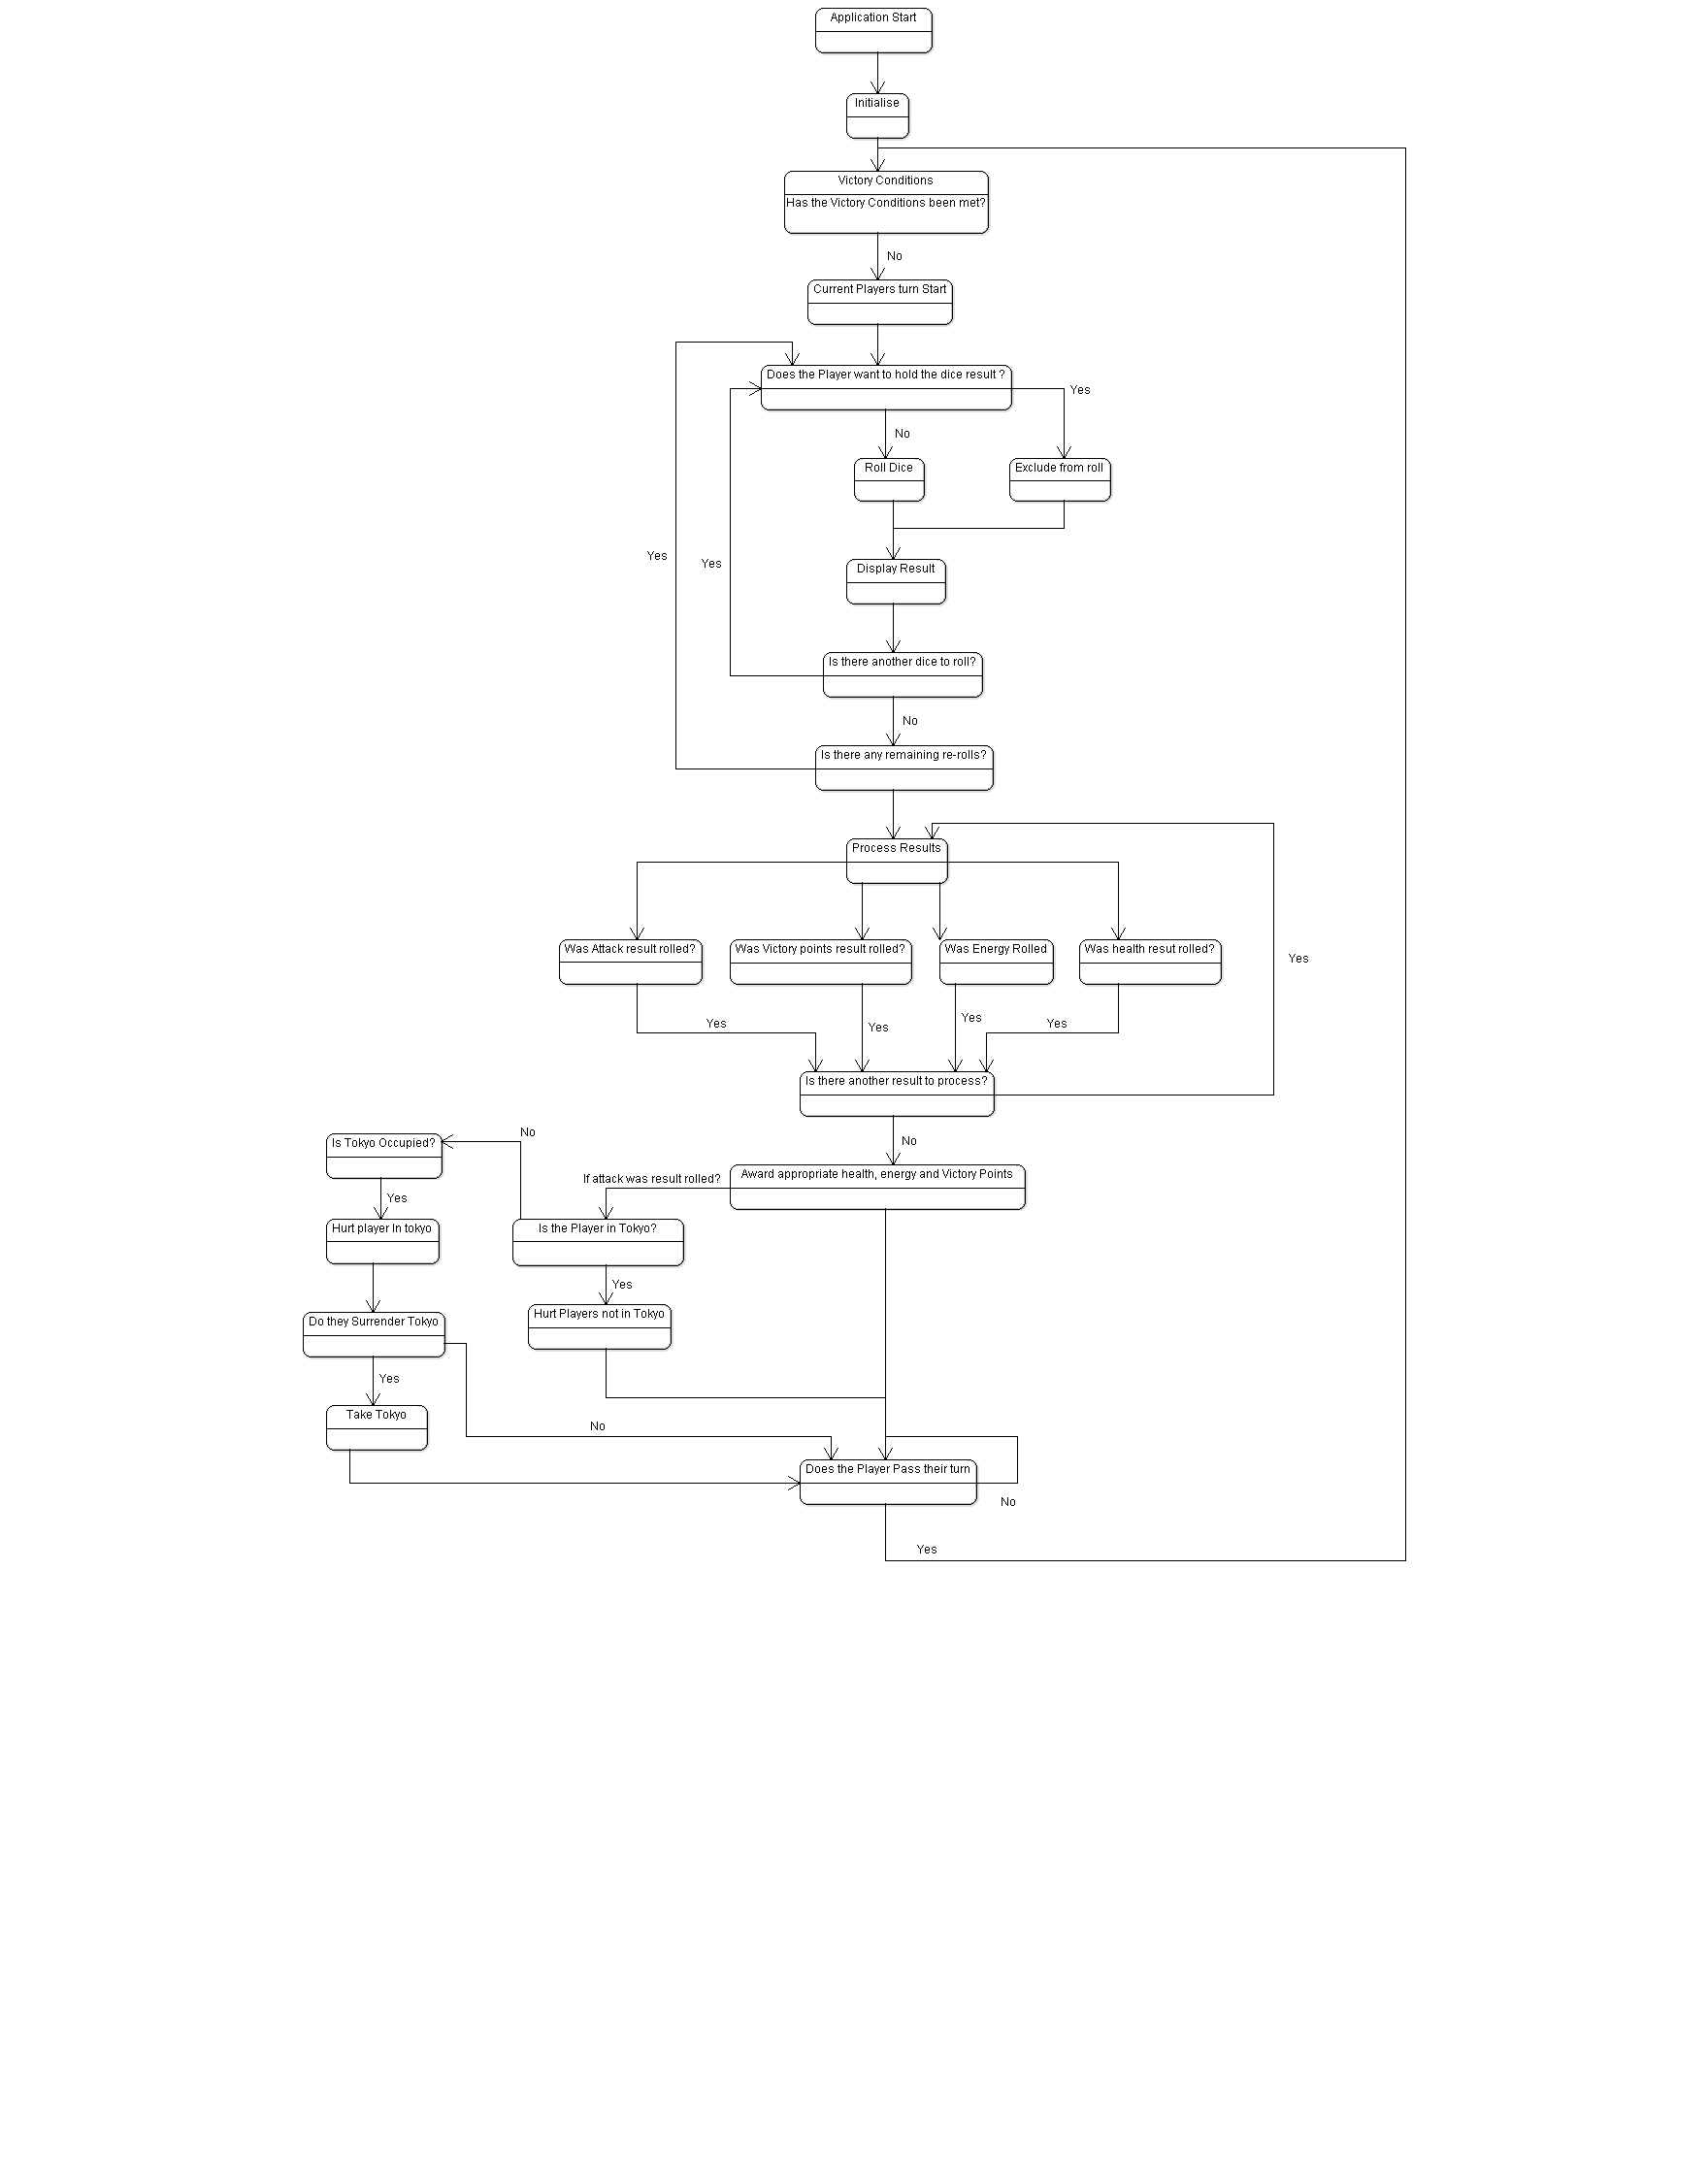 Application Start
Initialise
Victory Conditions
Has the Victory Conditions been met?
No
Current Players turn Start
Does the Player want to hold the dice result ?
Yes
No
Roll Dice
Exclude from roll
Yes
Yes
Display Result
Is there another dice to roll?
No
Is there any remaining re-rolls?
Process Results
Was Attack result rolled?
Was Victory points result rolled?
Was Energy Rolled
Was health resut rolled?
Yes
Yes
Yes
Yes
Yes
Is there another result to process?
No
No
Is Tokyo Occupied?
If attack was result rolled?
Award appropriate health, energy and Victory Points
Yes
Hurt player In tokyo
Is the Player in Tokyo?
Yes
Do they Surrender Tokyo
Hurt Players not in Tokyo
Yes
Take Tokyo
No
Does the Player Pass their turn
No
Yes